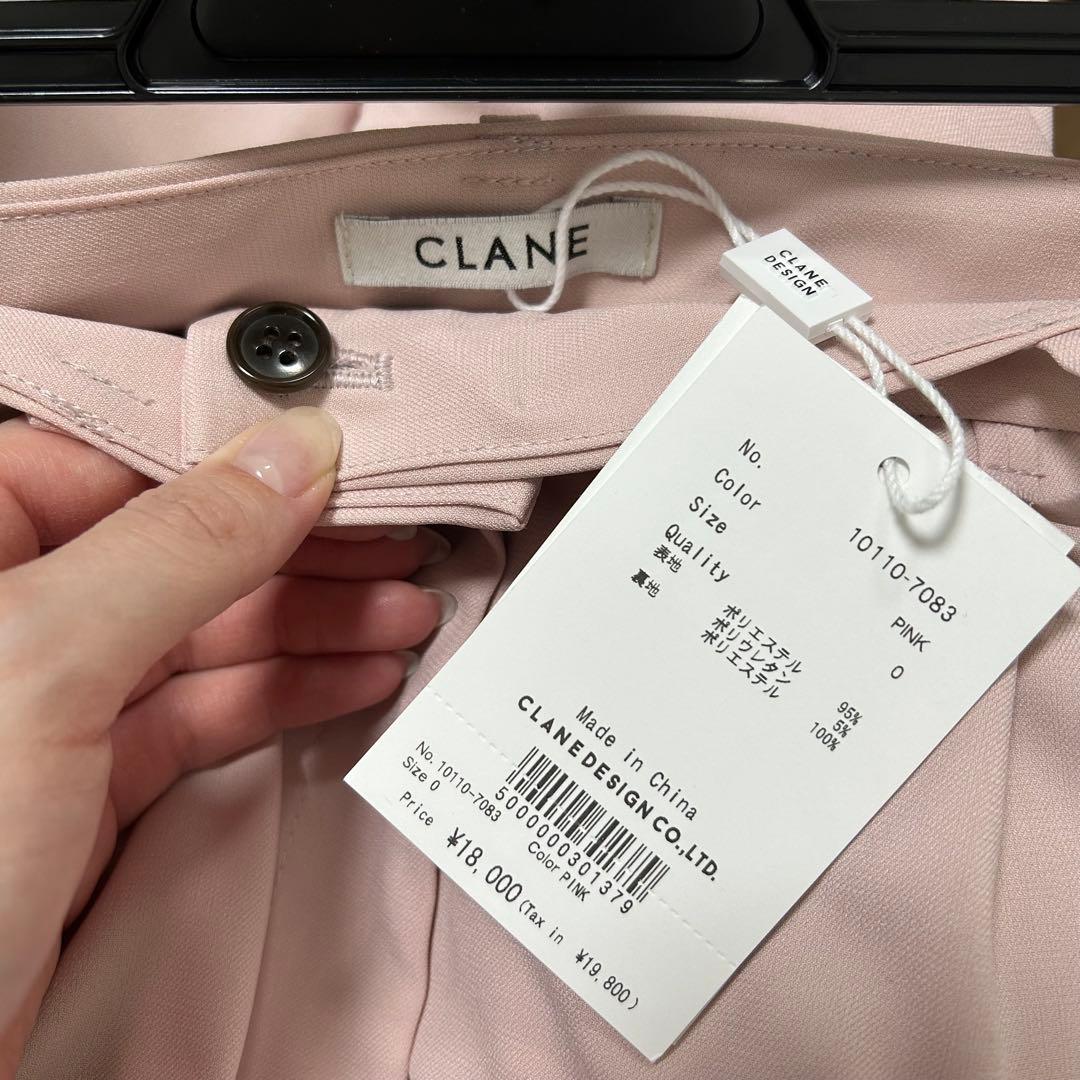 CLANE
CLANE
DESIGN
No. 10110-7083
Color PINK
Size 0
Quality
表地 ポリエステル 95%
ポリウレタン 5%
裏地 ポリエステル 100%
Made in China
CLANEDESIGN CO.,LTD.
5000000301379
No. 10110-7083
Size 0 Color PINK
Price ¥18,000 (Tax in ¥19,800)